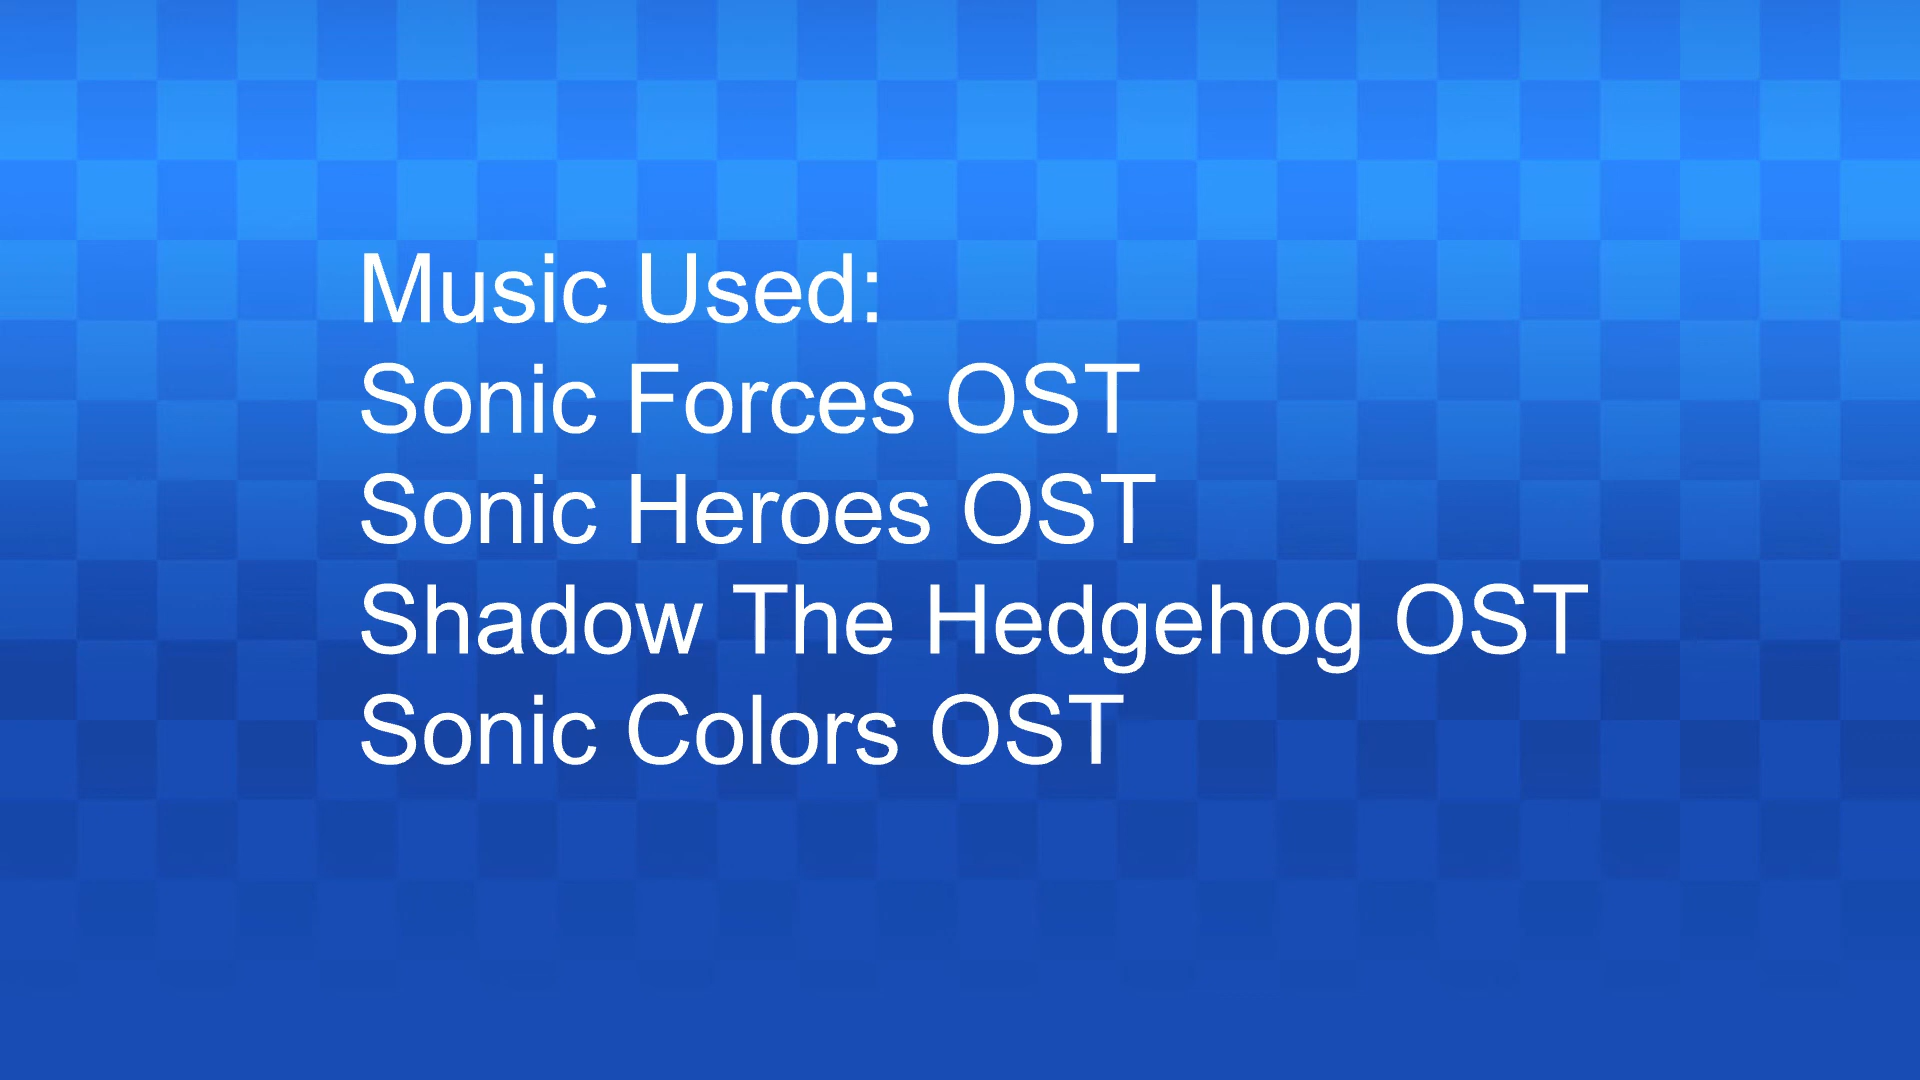 Music Used:
Sonic Forces OST
Sonic Heroes OST
Shadow The Hedgehog OST
Sonic Colors OST